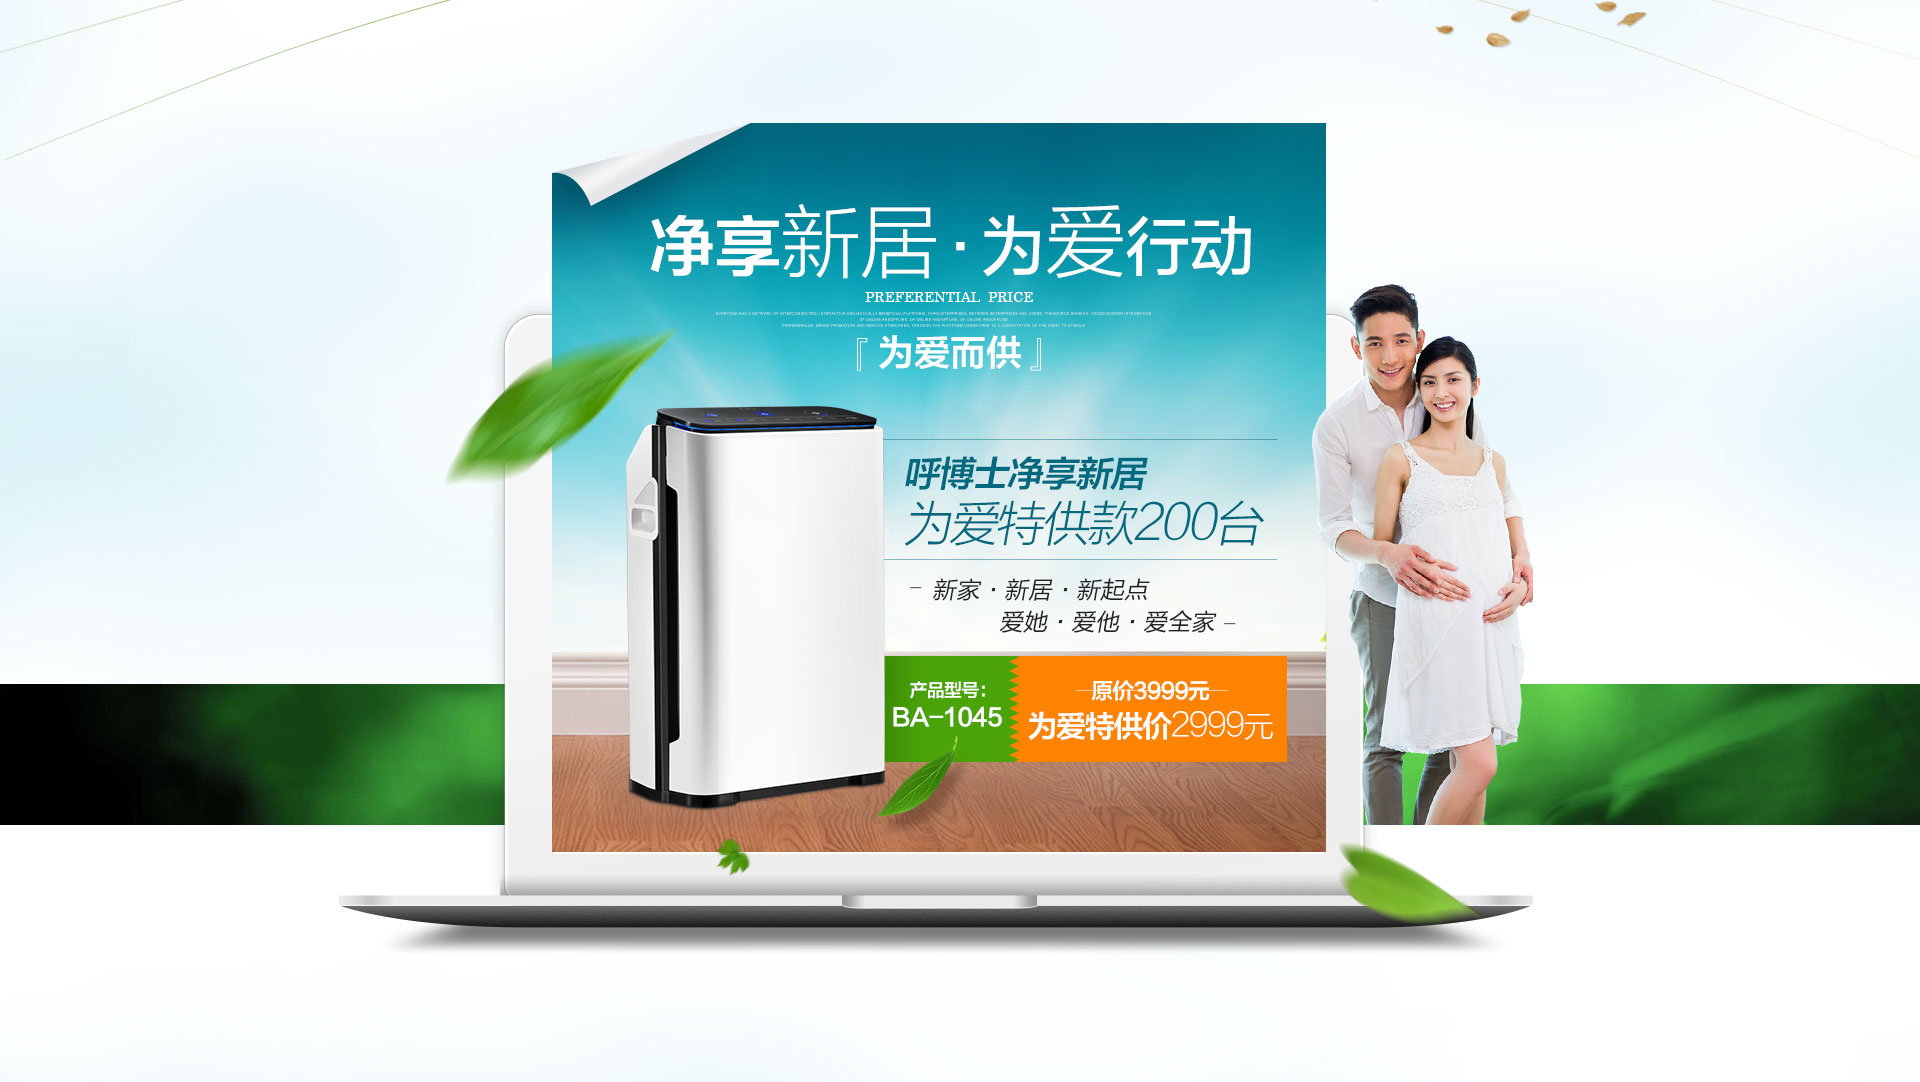 净享新居·为爱行动
PREFERENTIAL PRICE
『为爱而供』
呼博士净享新居
为爱特供款200台
- 新家·新居·新起点
爱她·爱他·爱全家 -
产品型号：
BA-1045
原价3999元
为爱特供价2999元